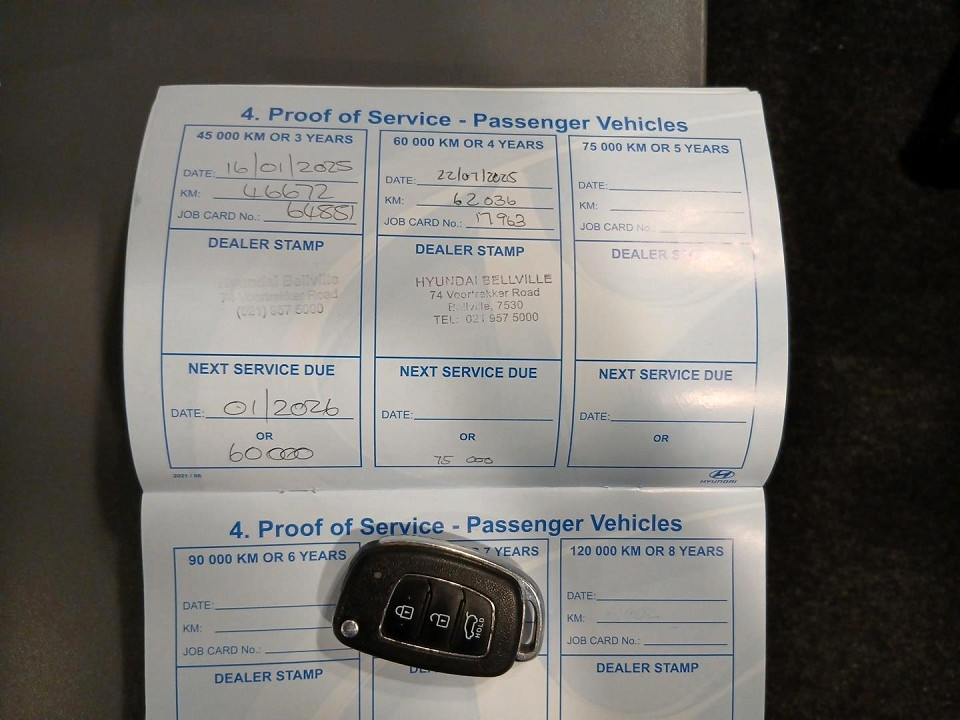 4. Proof of Service - Passenger Vehicles
45 000 KM OR 3 YEARS
DATE: 16/01/2025
KM: 46672
JOB CARD No.: 64881
DEALER STAMP
Hyundai Bellville
74 Voortrekker Road
(021) 957 5000
NEXT SERVICE DUE
DATE: 01/2026
OR
60000
2021 / 06
60 000 KM OR 4 YEARS
DATE: 22/07/2025
KM: 62036
JOB CARD No.: 17963
DEALER STAMP
HYUNDAI BELLVILLE
74 Voortrekker Road
Bellville, 7530
TEL: 021 957 5000
NEXT SERVICE DUE
DATE:
OR
75 000
75 000 KM OR 5 YEARS
DATE:
KM:
JOB CARD No.
DEALER
NEXT SERVICE DUE
DATE:
OR
HYUNDAI
4. Proof of Service - Passenger Vehicles
90 000 KM OR 6 YEARS
DATE:
KM:
JOB CARD No.:
DEALER STAMP
7 YEARS
HOLD
120 000 KM OR 8 YEARS
DATE:
KM:
JOB CARD No.:
DEALER STAMP